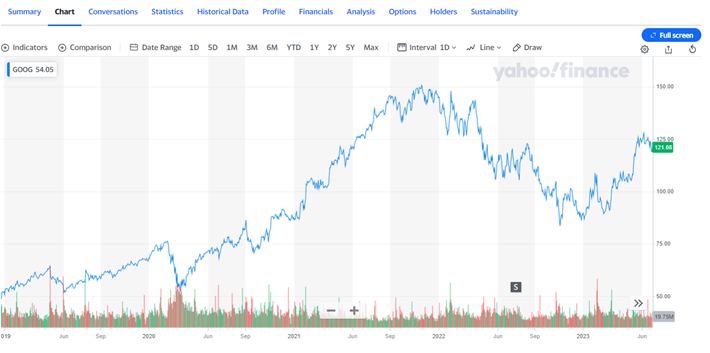 Summary Chart Conversations Statistics Historical Data Profile Financials Analysis Options Holders Sustainability
Full screen
Indicators Comparison Date Range 1D 5D 1M 3M 6M YTD 1Y 2Y 5Y Max Interval 1D Line Draw
GOOG 54.05
yahoo!finance
150.00
125.00
121.08
100.00
75.00
S
50.00
19.75M
019 Jun Sep 2020 Jun Sep 2021 Jun Sep 2022 Jun Sep 2023 Jun